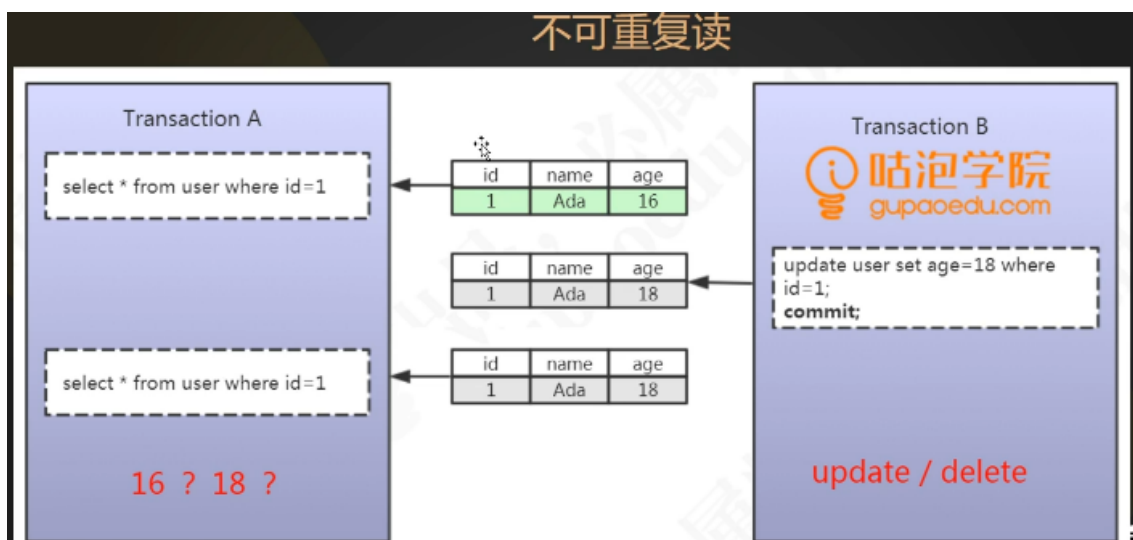 不可重复读
Transaction A
select * from user where id=1
id name age
1 Ada 16
Transaction B
咕泡学院
gupaoedu.com
id name age
1 Ada 18
update user set age=18 where
id=1;
commit;
select * from user where id=1
id name age
1 Ada 18
16 ? 18 ?
update / delete